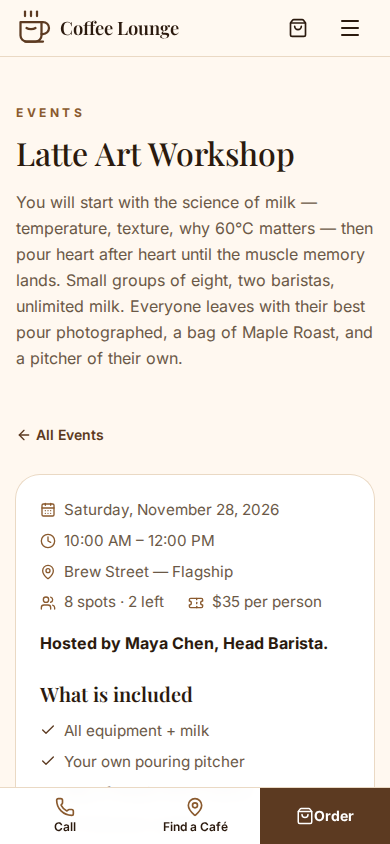 Coffee Lounge
EVENTS
Latte Art Workshop
You will start with the science of milk —
temperature, texture, why 60°C matters — then
pour heart after heart until the muscle memory
lands. Small groups of eight, two baristas,
unlimited milk. Everyone leaves with their best
pour photographed, a bag of Maple Roast, and
a pitcher of their own.
← All Events
Saturday, November 28, 2026
10:00 AM – 12:00 PM
Brew Street — Flagship
8 spots · 2 left $35 per person
Hosted by Maya Chen, Head Barista.
What is included
All equipment + milk
Your own pouring pitcher
Call
Find a Café
Order